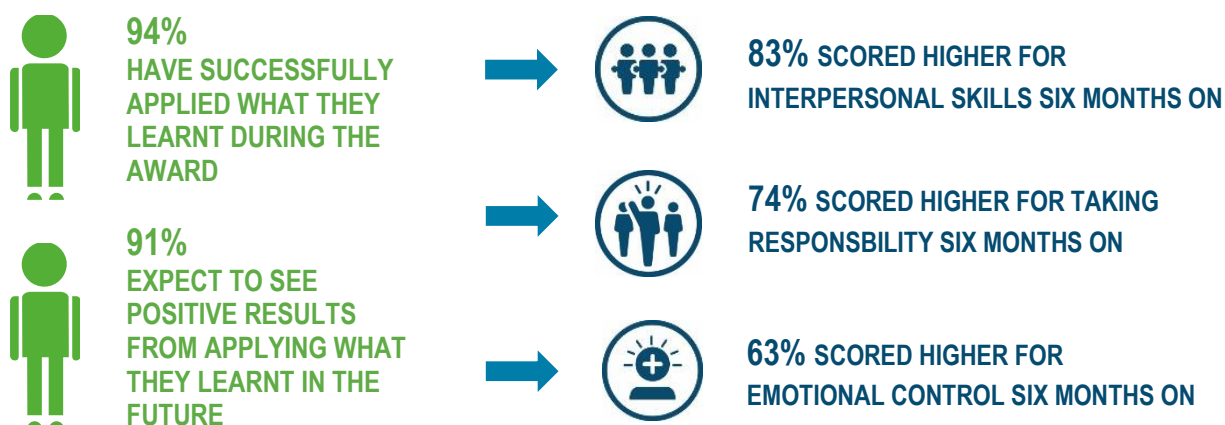 94%
HAVE SUCCESSFULLY
APPLIED WHAT THEY
LEARNT DURING THE
AWARD
91%
EXPECT TO SEE
POSITIVE RESULTS
FROM APPLYING WHAT
THEY LEARNT IN THE
FUTURE
83% SCORED HIGHER FOR
INTERPERSONAL SKILLS SIX MONTHS ON
74% SCORED HIGHER FOR TAKING
RESPONSBILITY SIX MONTHS ON
63% SCORED HIGHER FOR
EMOTIONAL CONTROL SIX MONTHS ON